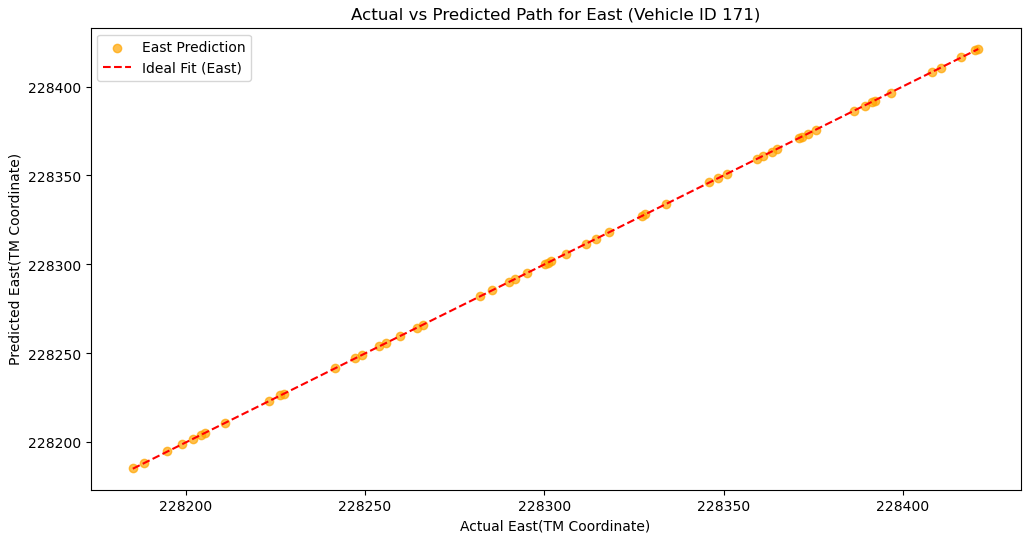 Actual vs Predicted Path for East (Vehicle ID 171)
East Prediction
Ideal Fit (East)
Predicted East(TM Coordinate)
228400
228350
228300
228250
228200
228200 228250 228300 228350 228400
Actual East(TM Coordinate)